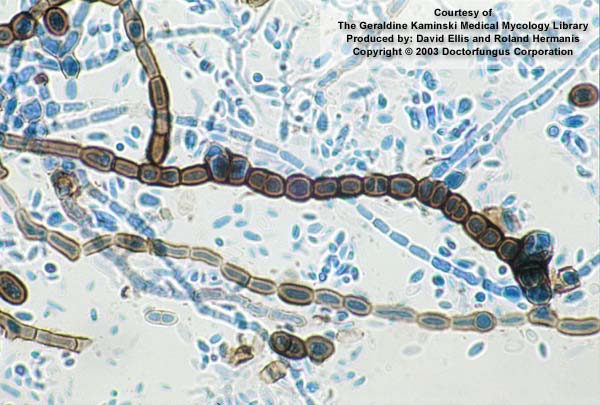 Courtesy of
The Geraldine Kaminski Medical Mycology Library
Produced by: David Ellis and Roland Hermanis
Copyright © 2003 Doctorfungus Corporation